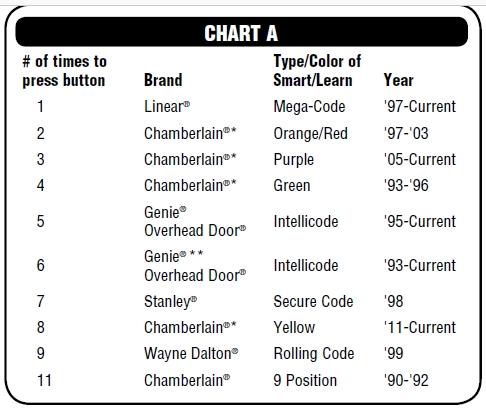 CHART A
# of times to press button Brand Type/Color of Smart/Learn Year
1 Linear® Mega-Code '97-Current
2 Chamberlain®* Orange/Red '97-'03
3 Chamberlain®* Purple '05-Current
4 Chamberlain®* Green '93-'96
5 Genie® Overhead Door® Intellicode '95-Current
6 Genie®** Overhead Door® Intellicode '93-Current
7 Stanley® Secure Code '98
8 Chamberlain®* Yellow '11-Current
9 Wayne Dalton® Rolling Code '99
11 Chamberlain® 9 Position '90-'92